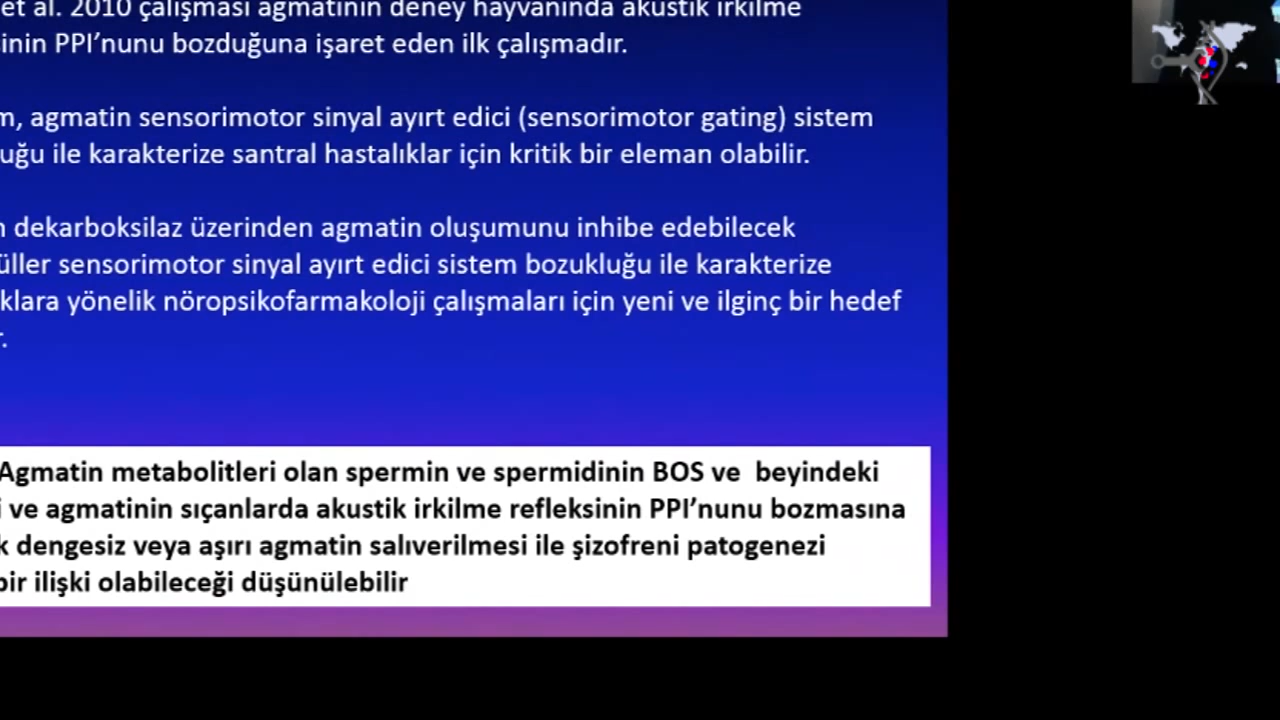 et al. 2010 çalışması agmatinin deney hayvanında akustik irkilme
sinin PPI’nunu bozduğuna işaret eden ilk çalışmadır.
m, agmatin sensorimotor sinyal ayırt edici (sensorimotor gating) sistem
uğu ile karakterize santral hastalıklar için kritik bir eleman olabilir.
n dekarboksilaz üzerinden agmatin oluşumunu inhibe edebilecek
üller sensorimotor sinyal ayırt edici sistem bozukluğu ile karakterize
klara yönelik nöropsikofarmakoloji çalışmaları için yeni ve ilginç bir hedef
r.
Agmatin metabolitleri olan spermin ve spermidinin BOS ve beyindeki
i ve agmatinin sıçanlarda akustik irkilme refleksinin PPI’nunu bozmasına
k dengesiz veya aşırı agmatin salıverilmesi ile şizofreni patogenezi
bir ilişki olabileceği düşünülebilir